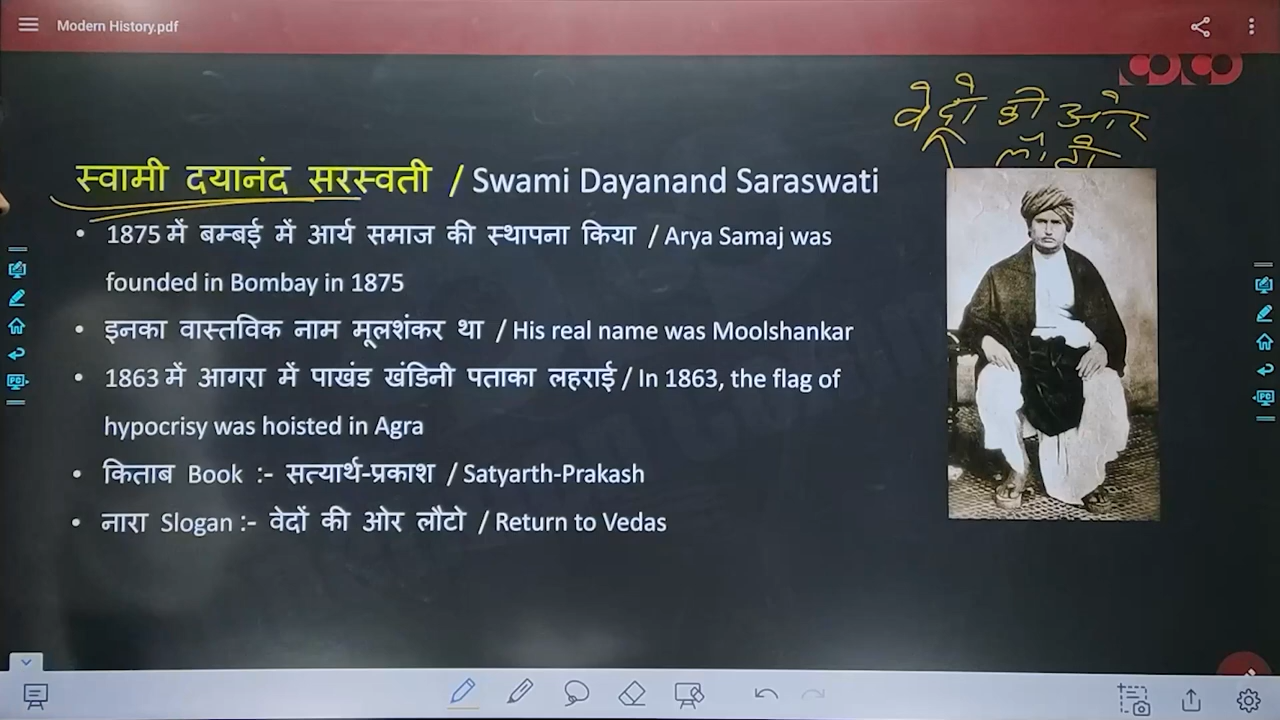 Modern History.pdf
वेदो की ओर
लौटो
स्वामी दयानंद सरस्वती / Swami Dayanand Saraswati
• 1875 में बम्बई में आर्य समाज की स्थापना किया / Arya Samaj was
founded in Bombay in 1875
• इनका वास्तविक नाम मूलशंकर था / His real name was Moolshankar
• 1863 में आगरा में पाखंड खंडिनी पताका लहराई / In 1863, the flag of
hypocrisy was hoisted in Agra
• किताब Book :- सत्यार्थ-प्रकाश / Satyarth-Prakash
• नारा Slogan :- वेदों की ओर लौटो / Return to Vedas